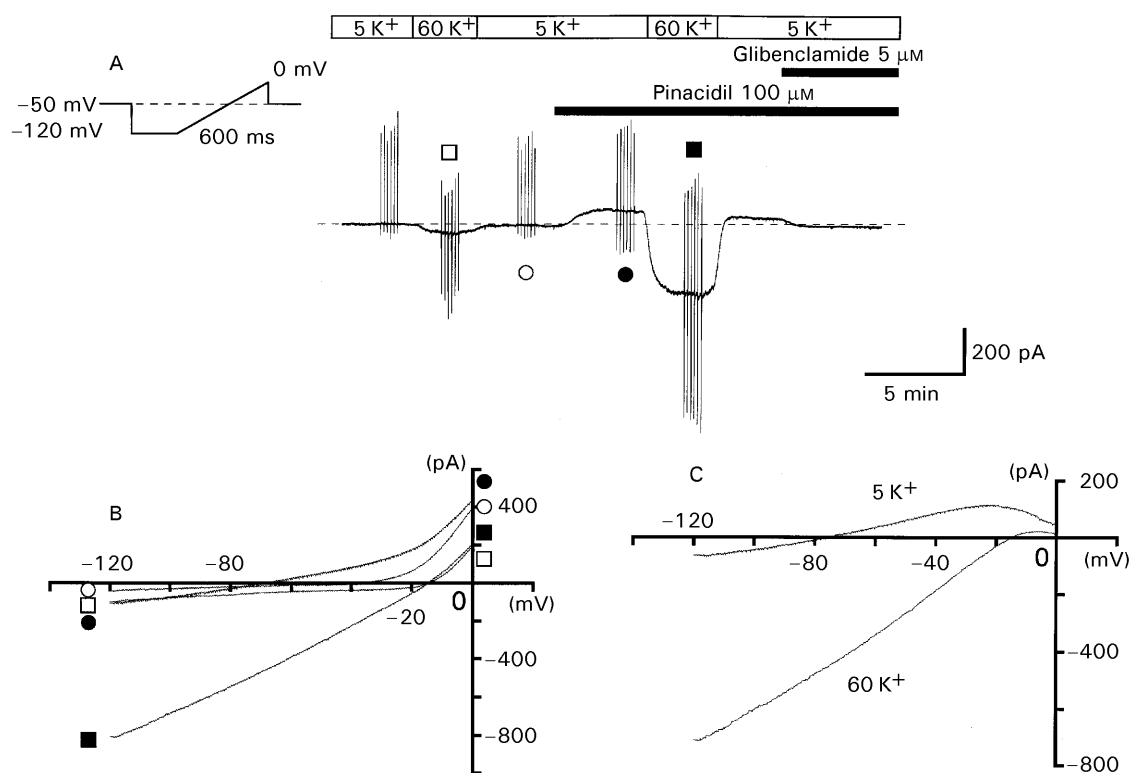 5 K+ 60 K+ 5 K+ 60 K+ 5 K+
Glibenclamide 5 μM
Pinacidil 100 μM
A
0 mV
−50 mV
−120 mV
600 ms
200 pA
5 min
B
(pA)
400
−120
−80
−20
0
(mV)
−400
−800
C
(pA)
200
5 K+
−120
−80
−40
0
(mV)
−400
60 K+
−800